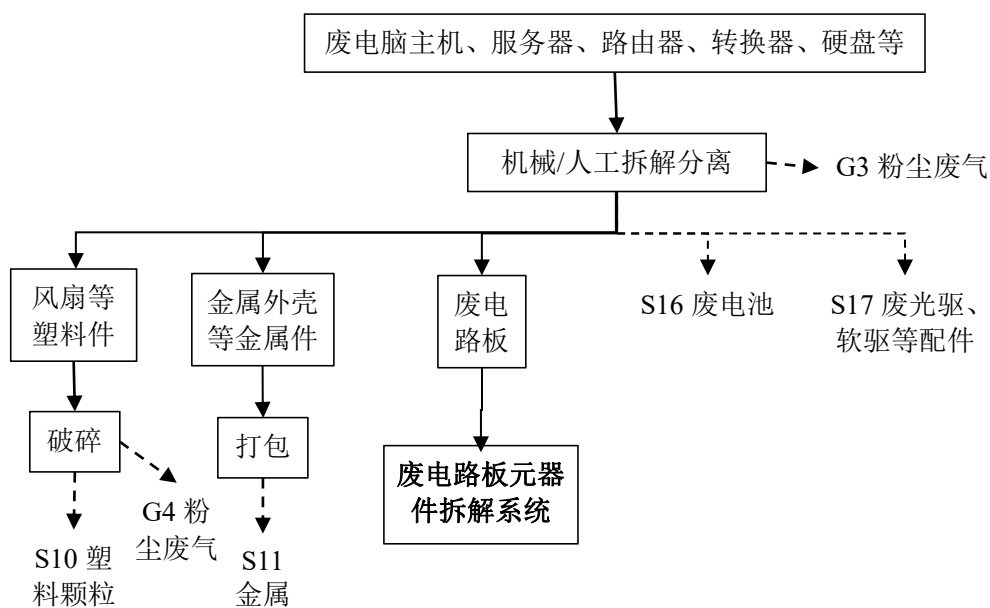 废电脑主机、服务器、路由器、转换器、硬盘等
机械/人工拆解分离
G3 粉尘废气
风扇等
塑料件
金属外壳
等金属件
废电
路板
S16 废电池
S17 废光驱、
软驱等配件
破碎
打包
废电路板元器
件拆解系统
G4 粉
尘废气
S10 塑
料颗粒
S11
金属